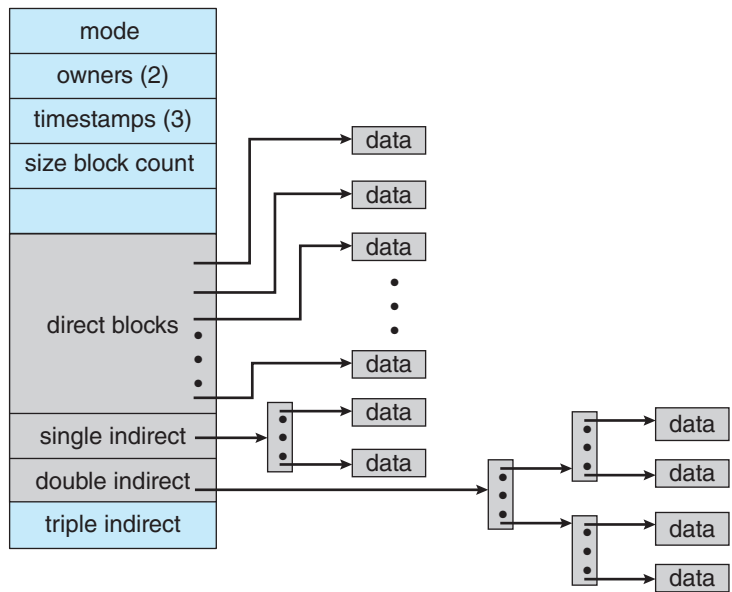 mode
owners (2)
timestamps (3)
size block count
direct blocks
single indirect
double indirect
triple indirect
data
data
data
data
data
data
data
data
data
data